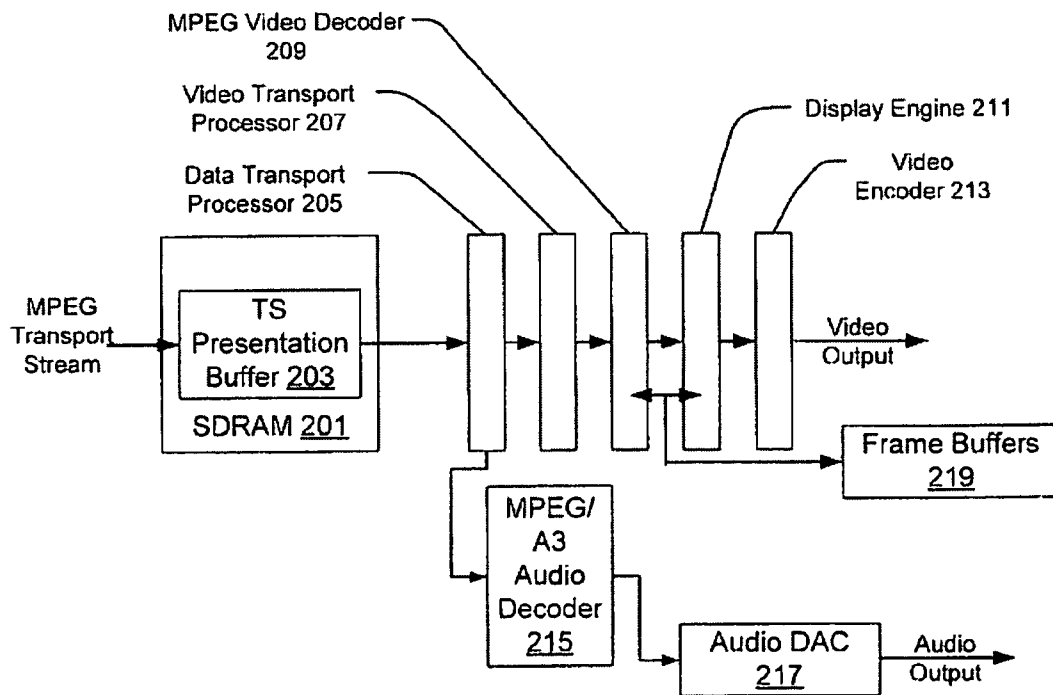 MPEG Video Decoder
209
Video Transport
Processor 207
Data Transport
Processor 205
Display Engine 211
Video
Encoder 213
MPEG
Transport
Stream
TS
Presentation
Buffer 203
SDRAM 201
Video
Output
Frame Buffers
219
MPEG/
A3
Audio
Decoder
215
Audio DAC
217
Audio
Output